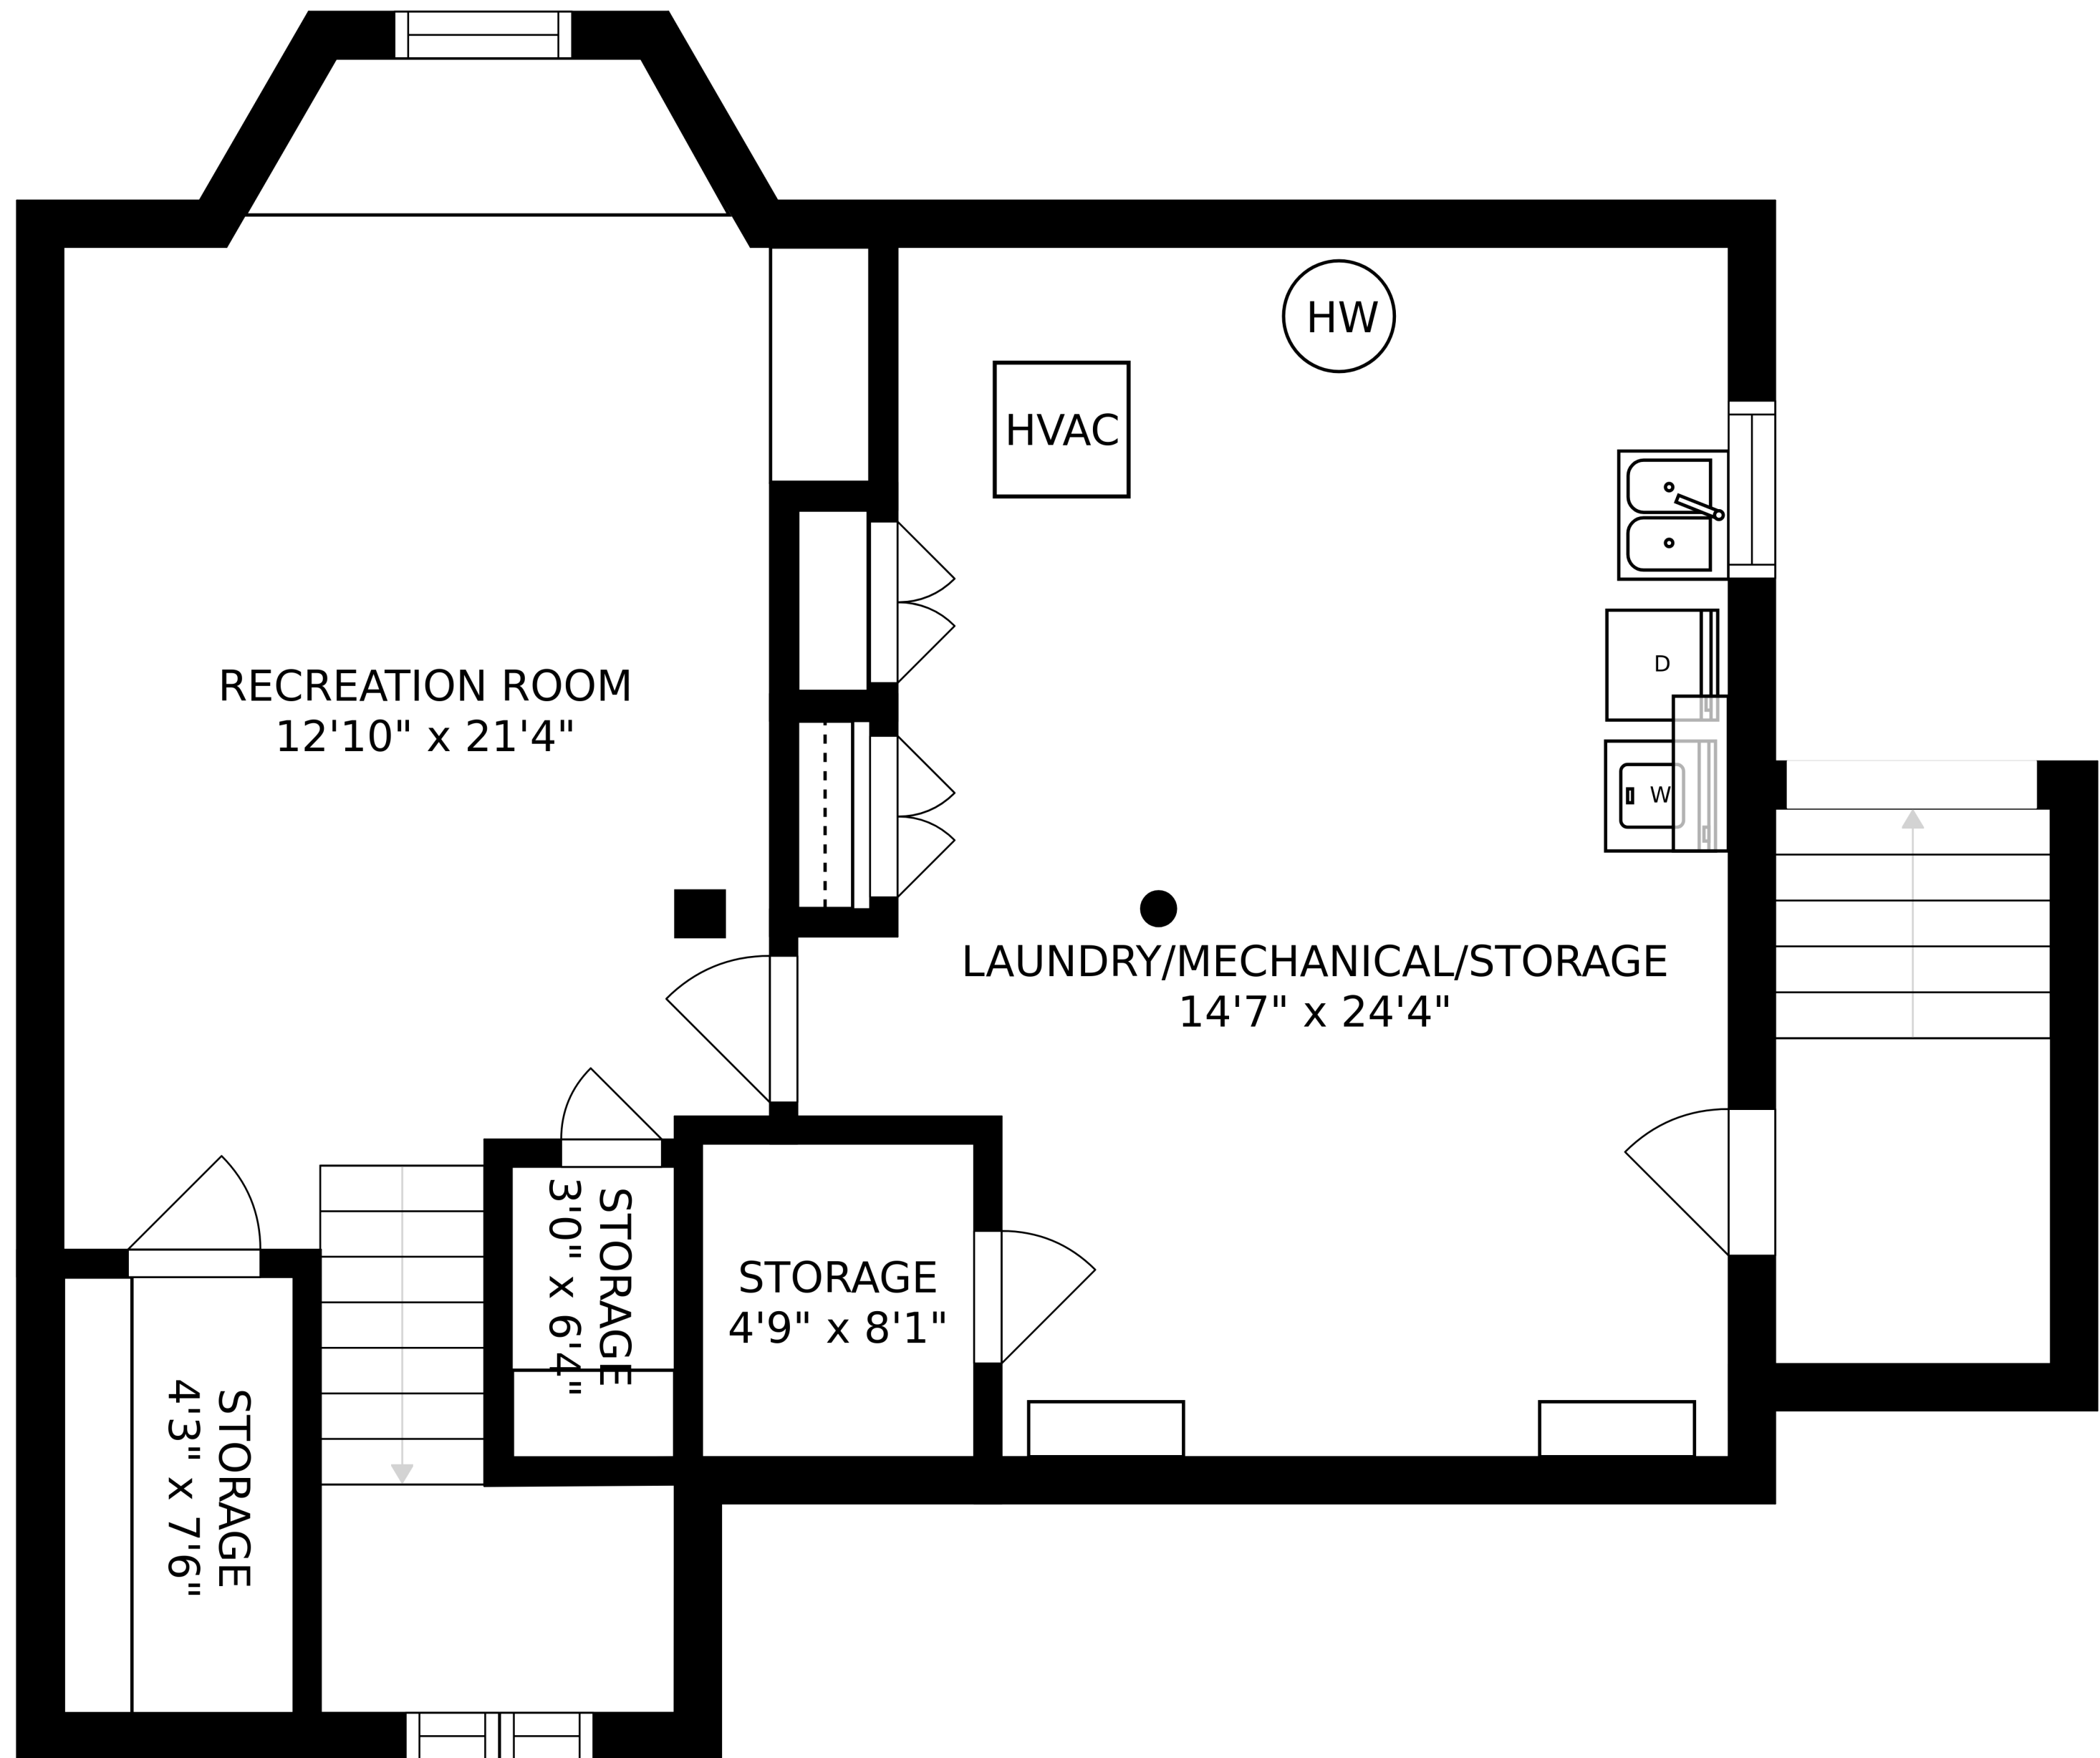 HW
HVAC
D
RECREATION ROOM
12'10" x 21'4"
W
LAUNDRY/MECHANICAL/STORAGE
14'7" x 24'4"
STORAGE
3'0" x 6'4"
STORAGE
4'9" x 8'1"
STORAGE
4'3" x 7'6"